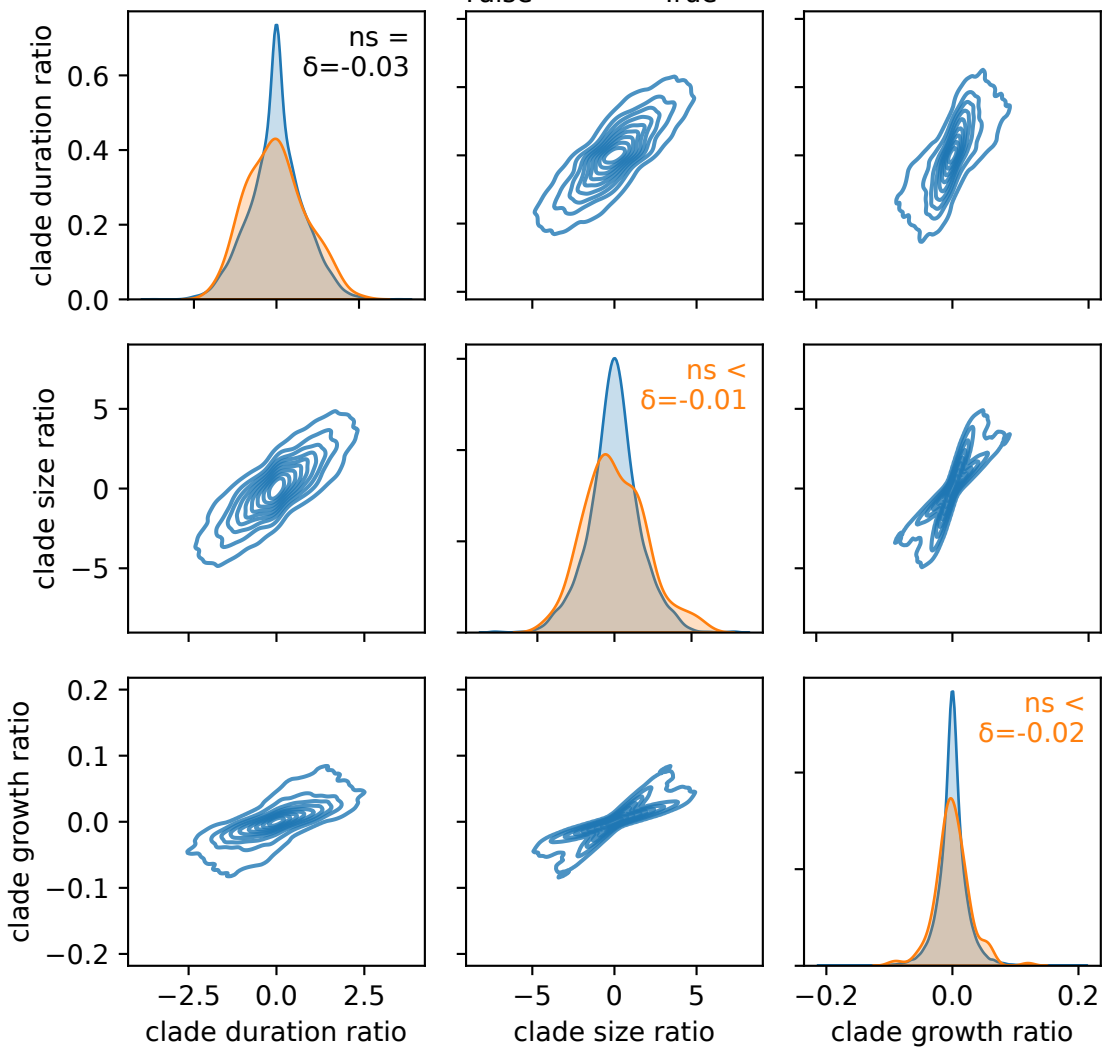 clade duration ratio
0.6
0.4
0.2
0.0
ns =
δ=-0.03
clade size ratio
5
0
−5
ns <
δ=-0.01
clade growth ratio
0.2
0.1
0.0
−0.1
−0.2
ns <
δ=-0.02
−2.5 0.0 2.5
−5 0 5
−0.2 0.0 0.2
clade duration ratio
clade size ratio
clade growth ratio